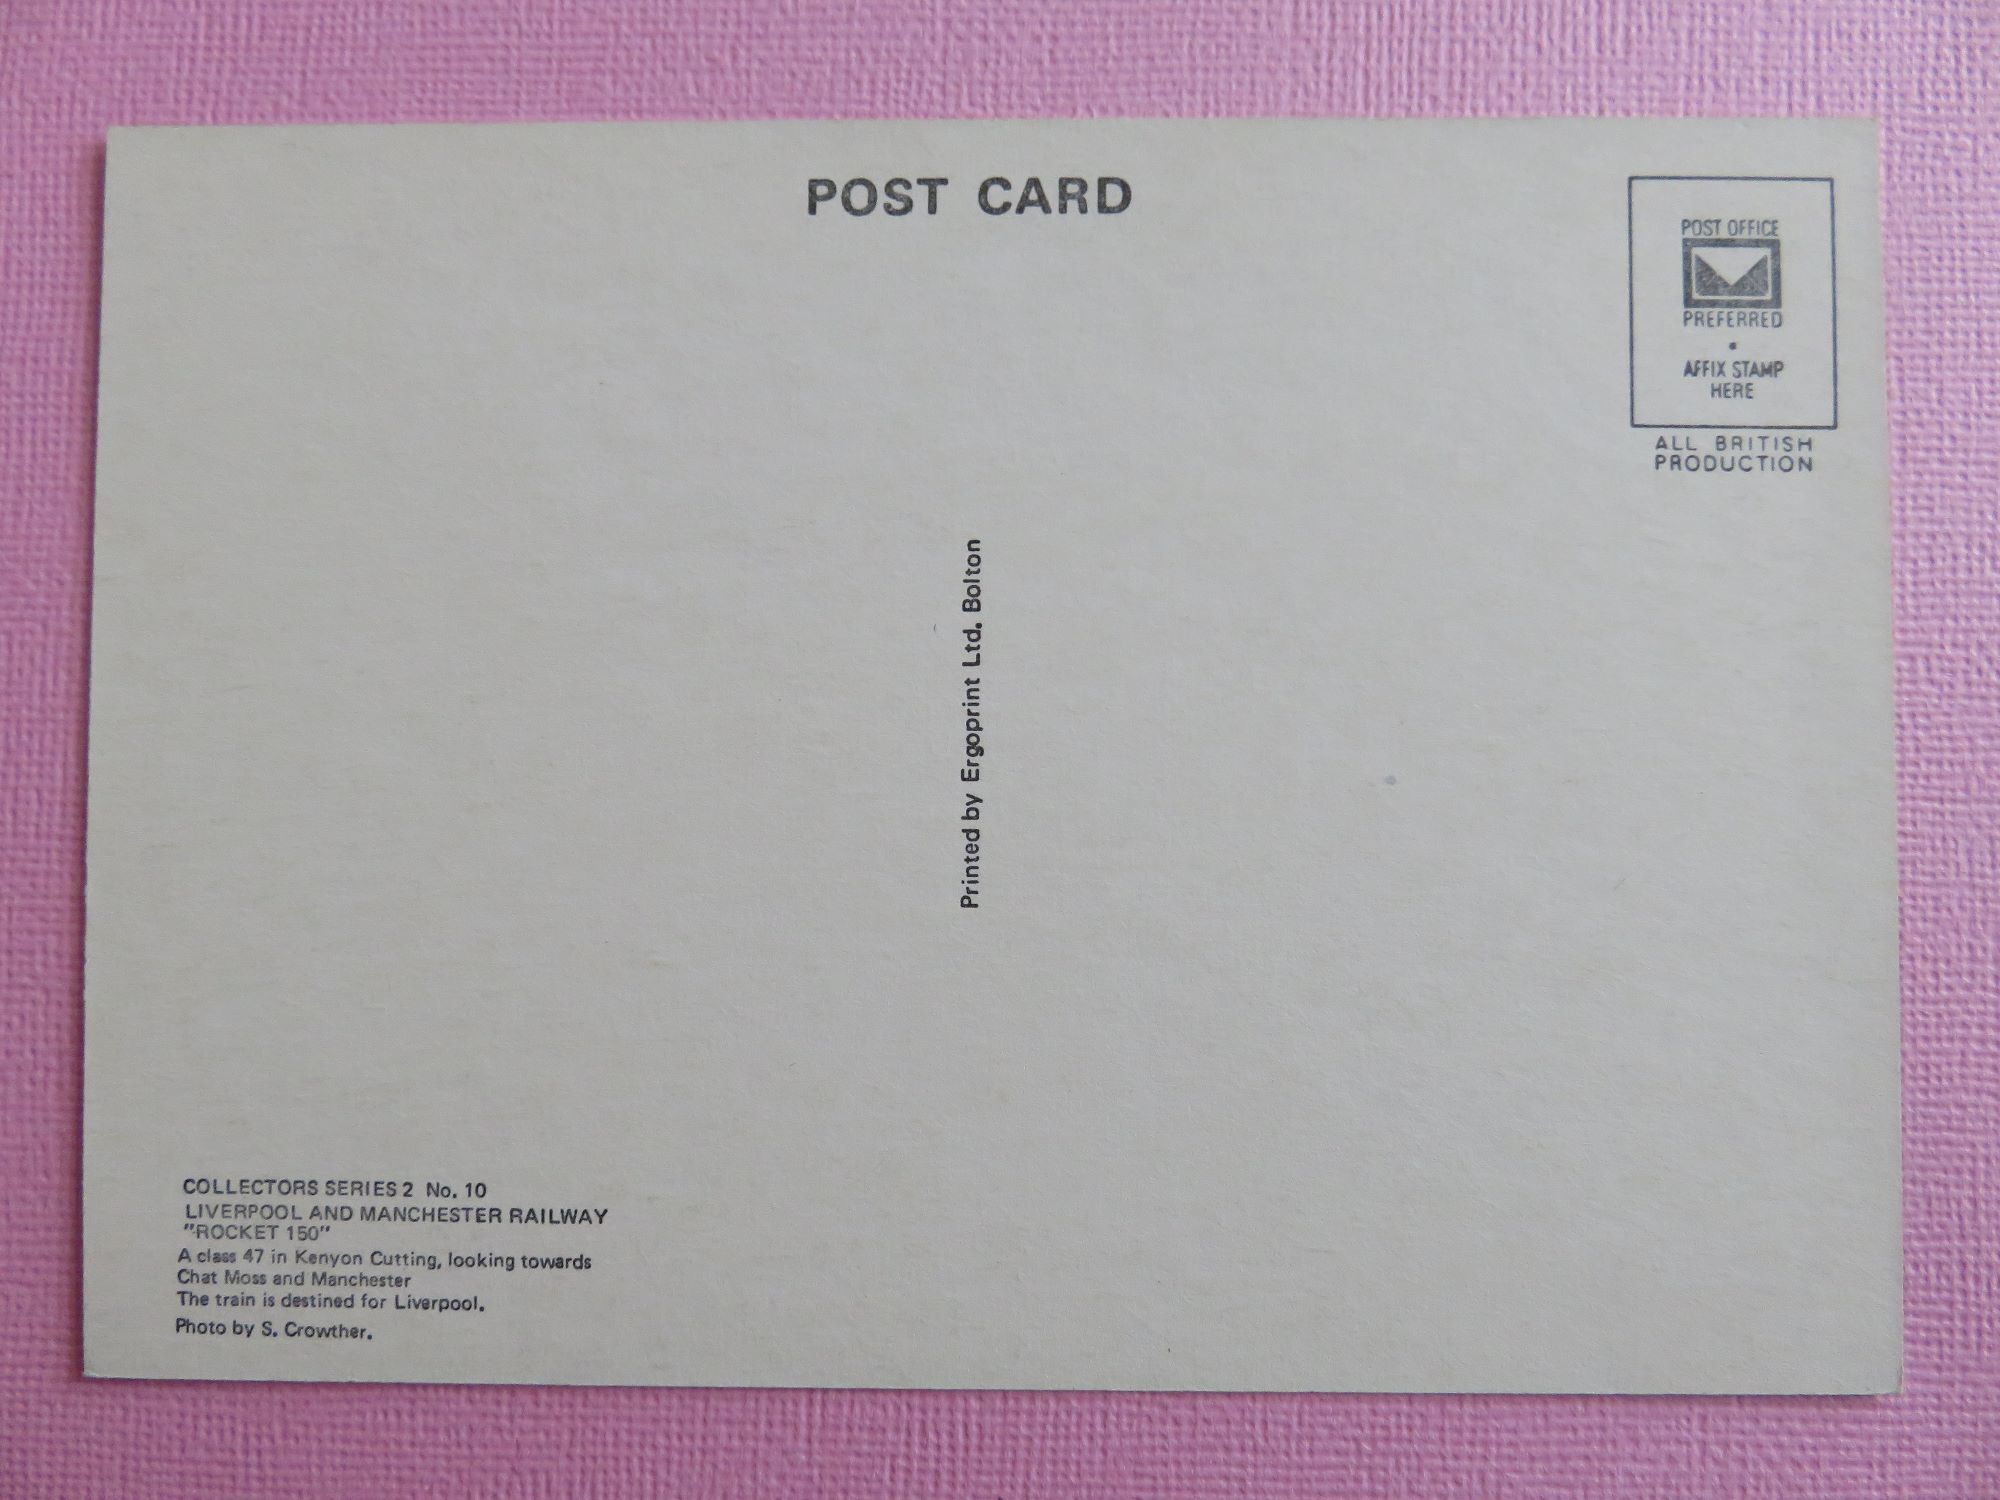 POST CARD
POST OFFICE
PREFERRED
•
AFFIX STAMP
HERE
ALL BRITISH
PRODUCTION
Printed by Ergoprint Ltd. Bolton
COLLECTORS SERIES 2 No. 10
LIVERPOOL AND MANCHESTER RAILWAY
"ROCKET 150"
A class 47 in Kenyon Cutting, looking towards
Chat Moss and Manchester
The train is destined for Liverpool.
Photo by S. Crowther.